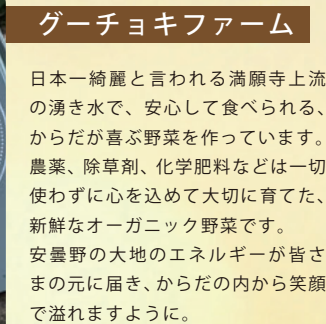 グーチョキファーム
日本一綺麗と言われる満願寺上流
の湧き水で、安心して食べられる、
からだが喜ぶ野菜を作っています。
農薬、除草剤、化学肥料などは一切
使わずに心を込めて大切に育てた、
新鮮なオーガニック野菜です。
安曇野の大地のエネルギーが皆さ
まの元に届き、からだの内から笑顔
で溢れますように。